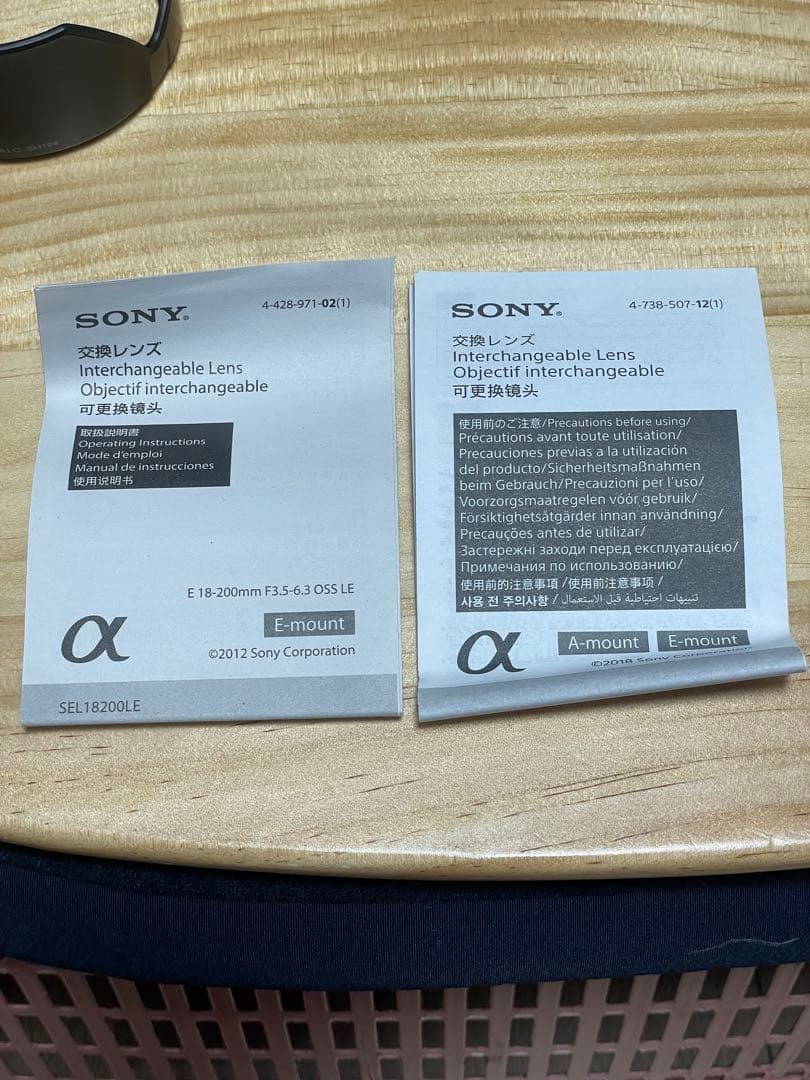 ALC-SH109
SONY®
4-428-971-02(1)
交換レンズ
Interchangeable Lens
Objectif interchangeable
可更换镜头
取扱説明書
Operating Instructions
Mode d'emploi
Manual de instrucciones
使用说明书
E 18-200mm F3.5-6.3 OSS LE
α
E-mount
©2012 Sony Corporation
SEL18200LE
SONY®
4-738-507-12(1)
交換レンズ
Interchangeable Lens
Objectif interchangeable
可更换镜头
使用前のご注意/Precautions before using/
Précautions avant toute utilisation/
Precauciones previas a la utilización
del producto/Sicherheitsmaßnahmen
beim Gebrauch/Precauzioni per l'uso/
Voorzorgsmaatregelen vóór gebruik/
Försiktighetsåtgärder innan användning/
Precauções antes de utilizar/
Застережні заходи перед експлуатацією/
Примечания по использованию/
使用前的注意事項 /使用前注意事项 /
사용 전 주의사항 / تنبيهات احتياطية قبل الاستعمال
α
A-mount
E-mount
©2018 Sony Corporation